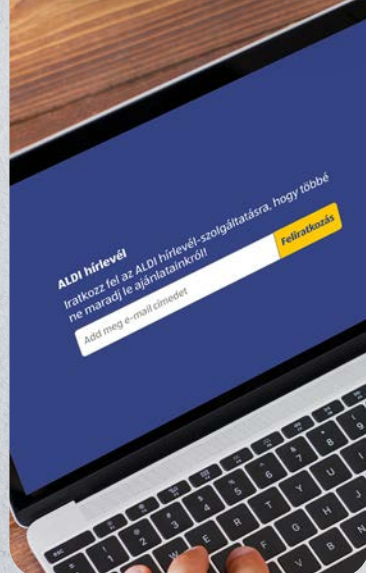 ALDI hírlevél
Iratkozz fel az ALDI hírlevél-szolgáltatásra, hogy többé
ne maradj le ajánlatainkról!
Add meg e-mail címedet
Feliratkozás